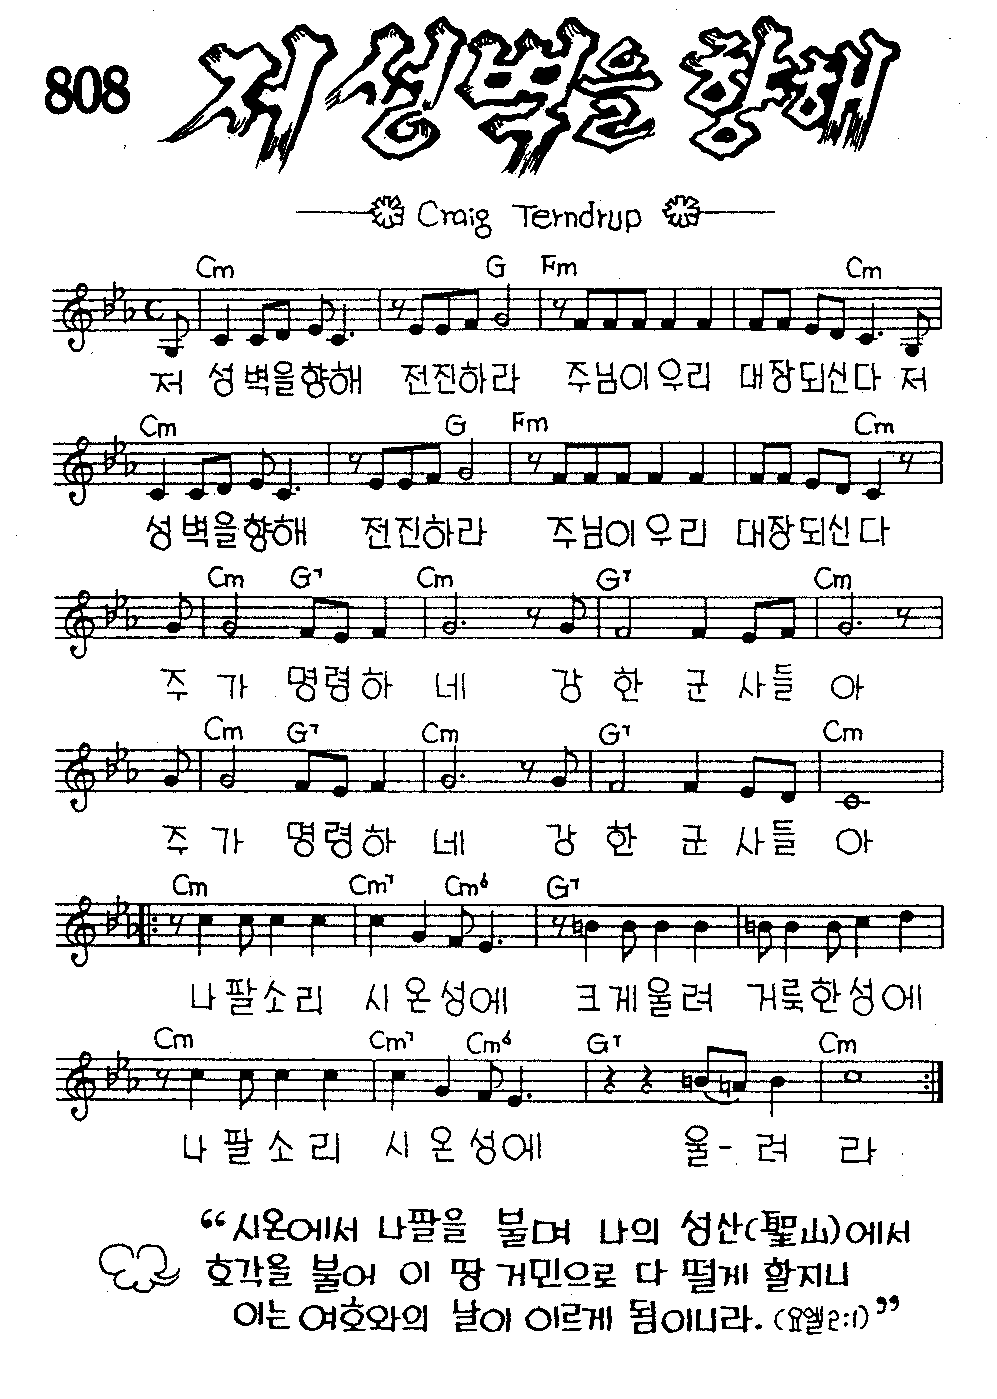 808 저 성벽을 향해
Craig Terndrup
Cm G Fm Cm
저 성벽을향해 전진하라 주님이우리 대장되신다 저
Cm G Fm Cm
성벽을향해 전진하라 주님이우리 대장되신다
Cm G7 Cm G7 Cm
주 가 명령하 네 강 한 군 사들 아
Cm G7 Cm G7 Cm
주 가 명령하 네 강 한 군 사들 아
Cm Cm7 Cm6 G7
나팔소리 시온성에 크게울려 거룩한성에
Cm Cm7 Cm6 G7 Cm
나팔소리 시온성에 울-려 라
“시온에서 나팔을 불며 나의 성산(聖山)에서
호각을 불어 이 땅 거민으로 다 떨게 할지니
이는 여호와의 날이 이르게 됨이니라. (요엘2:1)”